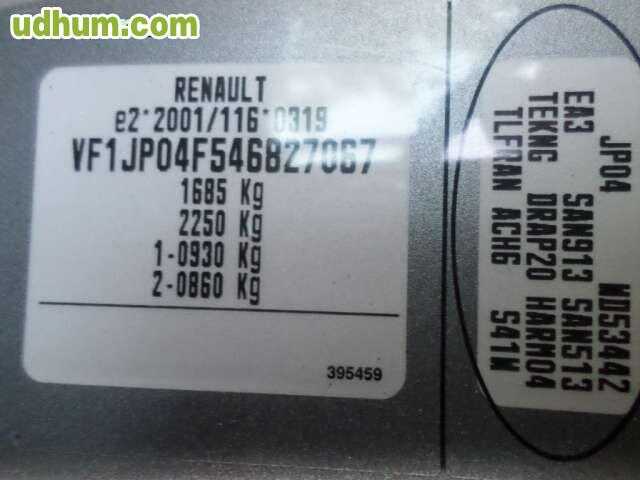 udhum.com
RENAULT
e2*2001/116*0319
VF1JP04F546827067
1685 Kg
2250 Kg
1-0930 Kg
2-0860 Kg
395459
JP04 WD53442
EA3 SAN913 SAN513
TEKNG DRAP20 HARM04
TLFRAN ACH6 S41M